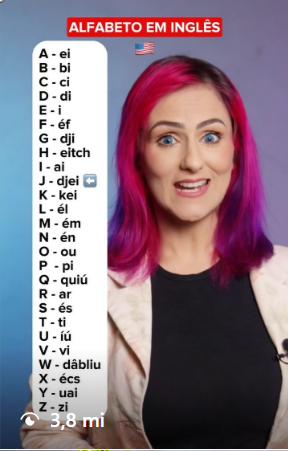 ALFABETO EM INGLÊS
A - ei
B - bi
C - ci
D - di
E - i
F - éf
G - dji
H - eitch
I - ai
J - djei
K - kei
L - él
M - ém
N - én
O - ou
P - pi
Q - quiú
R - ar
S - és
T - ti
U - íú
V - vi
W - dâbliu
X - écs
Y - uai
Z - zi
3,8 mi